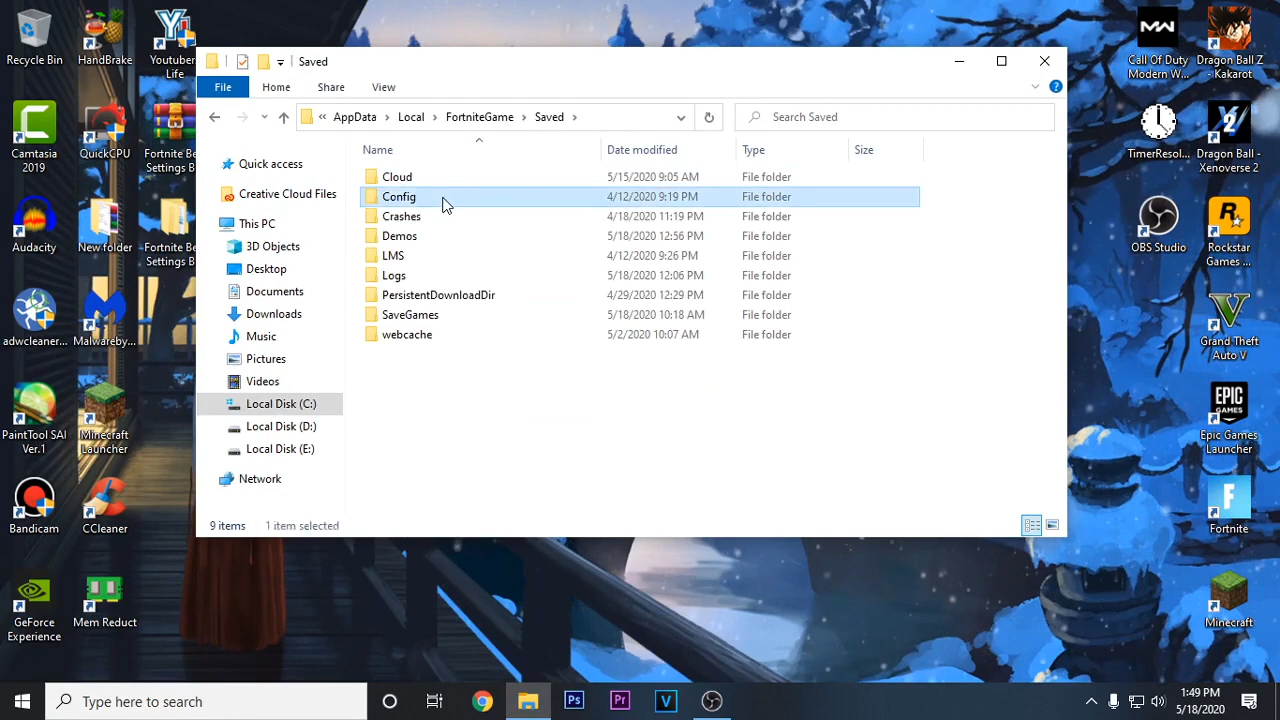 Recycle Bin
HandBrake
Youtuber Life
Camtasia 2019
QuickCPU
Fortnite Be
Settings B
Audacity
New folder
Fortnite Be
Settings B
adwcleaner...
Malwareby...
PaintTool SAI Ver.1
Minecraft Launcher
Bandicam
CCleaner
GeForce Experience
Mem Reduct
Saved
File
Home
Share
View
« AppData > Local > FortniteGame > Saved >
Search Saved
Name
Date modified
Type
Size
Quick access
Creative Cloud Files
This PC
3D Objects
Desktop
Documents
Downloads
Music
Pictures
Videos
Local Disk (C:)
Local Disk (D:)
Local Disk (E:)
Network
Cloud 5/15/2020 9:05 AM File folder
Config 4/12/2020 9:19 PM File folder
Crashes 4/18/2020 11:19 PM File folder
Demos 5/18/2020 12:56 PM File folder
LMS 4/12/2020 9:26 PM File folder
Logs 5/18/2020 12:06 PM File folder
PersistentDownloadDir 4/29/2020 12:29 PM File folder
SaveGames 5/18/2020 10:18 AM File folder
webcache 5/2/2020 10:07 AM File folder
9 items
1 item selected
MW
Call Of Duty Modern W...
Dragon Ball Z - Kakarot
TimerResol...
2
Dragon Ball - Xenoverse 2
OBS Studio
R
Rockstar Games ...
V
Grand Theft Auto V
EPIC GAMES
Epic Games Launcher
F
Fortnite
Minecraft
Type here to search
Ps
Pr
V
1:49 PM
5/18/2020